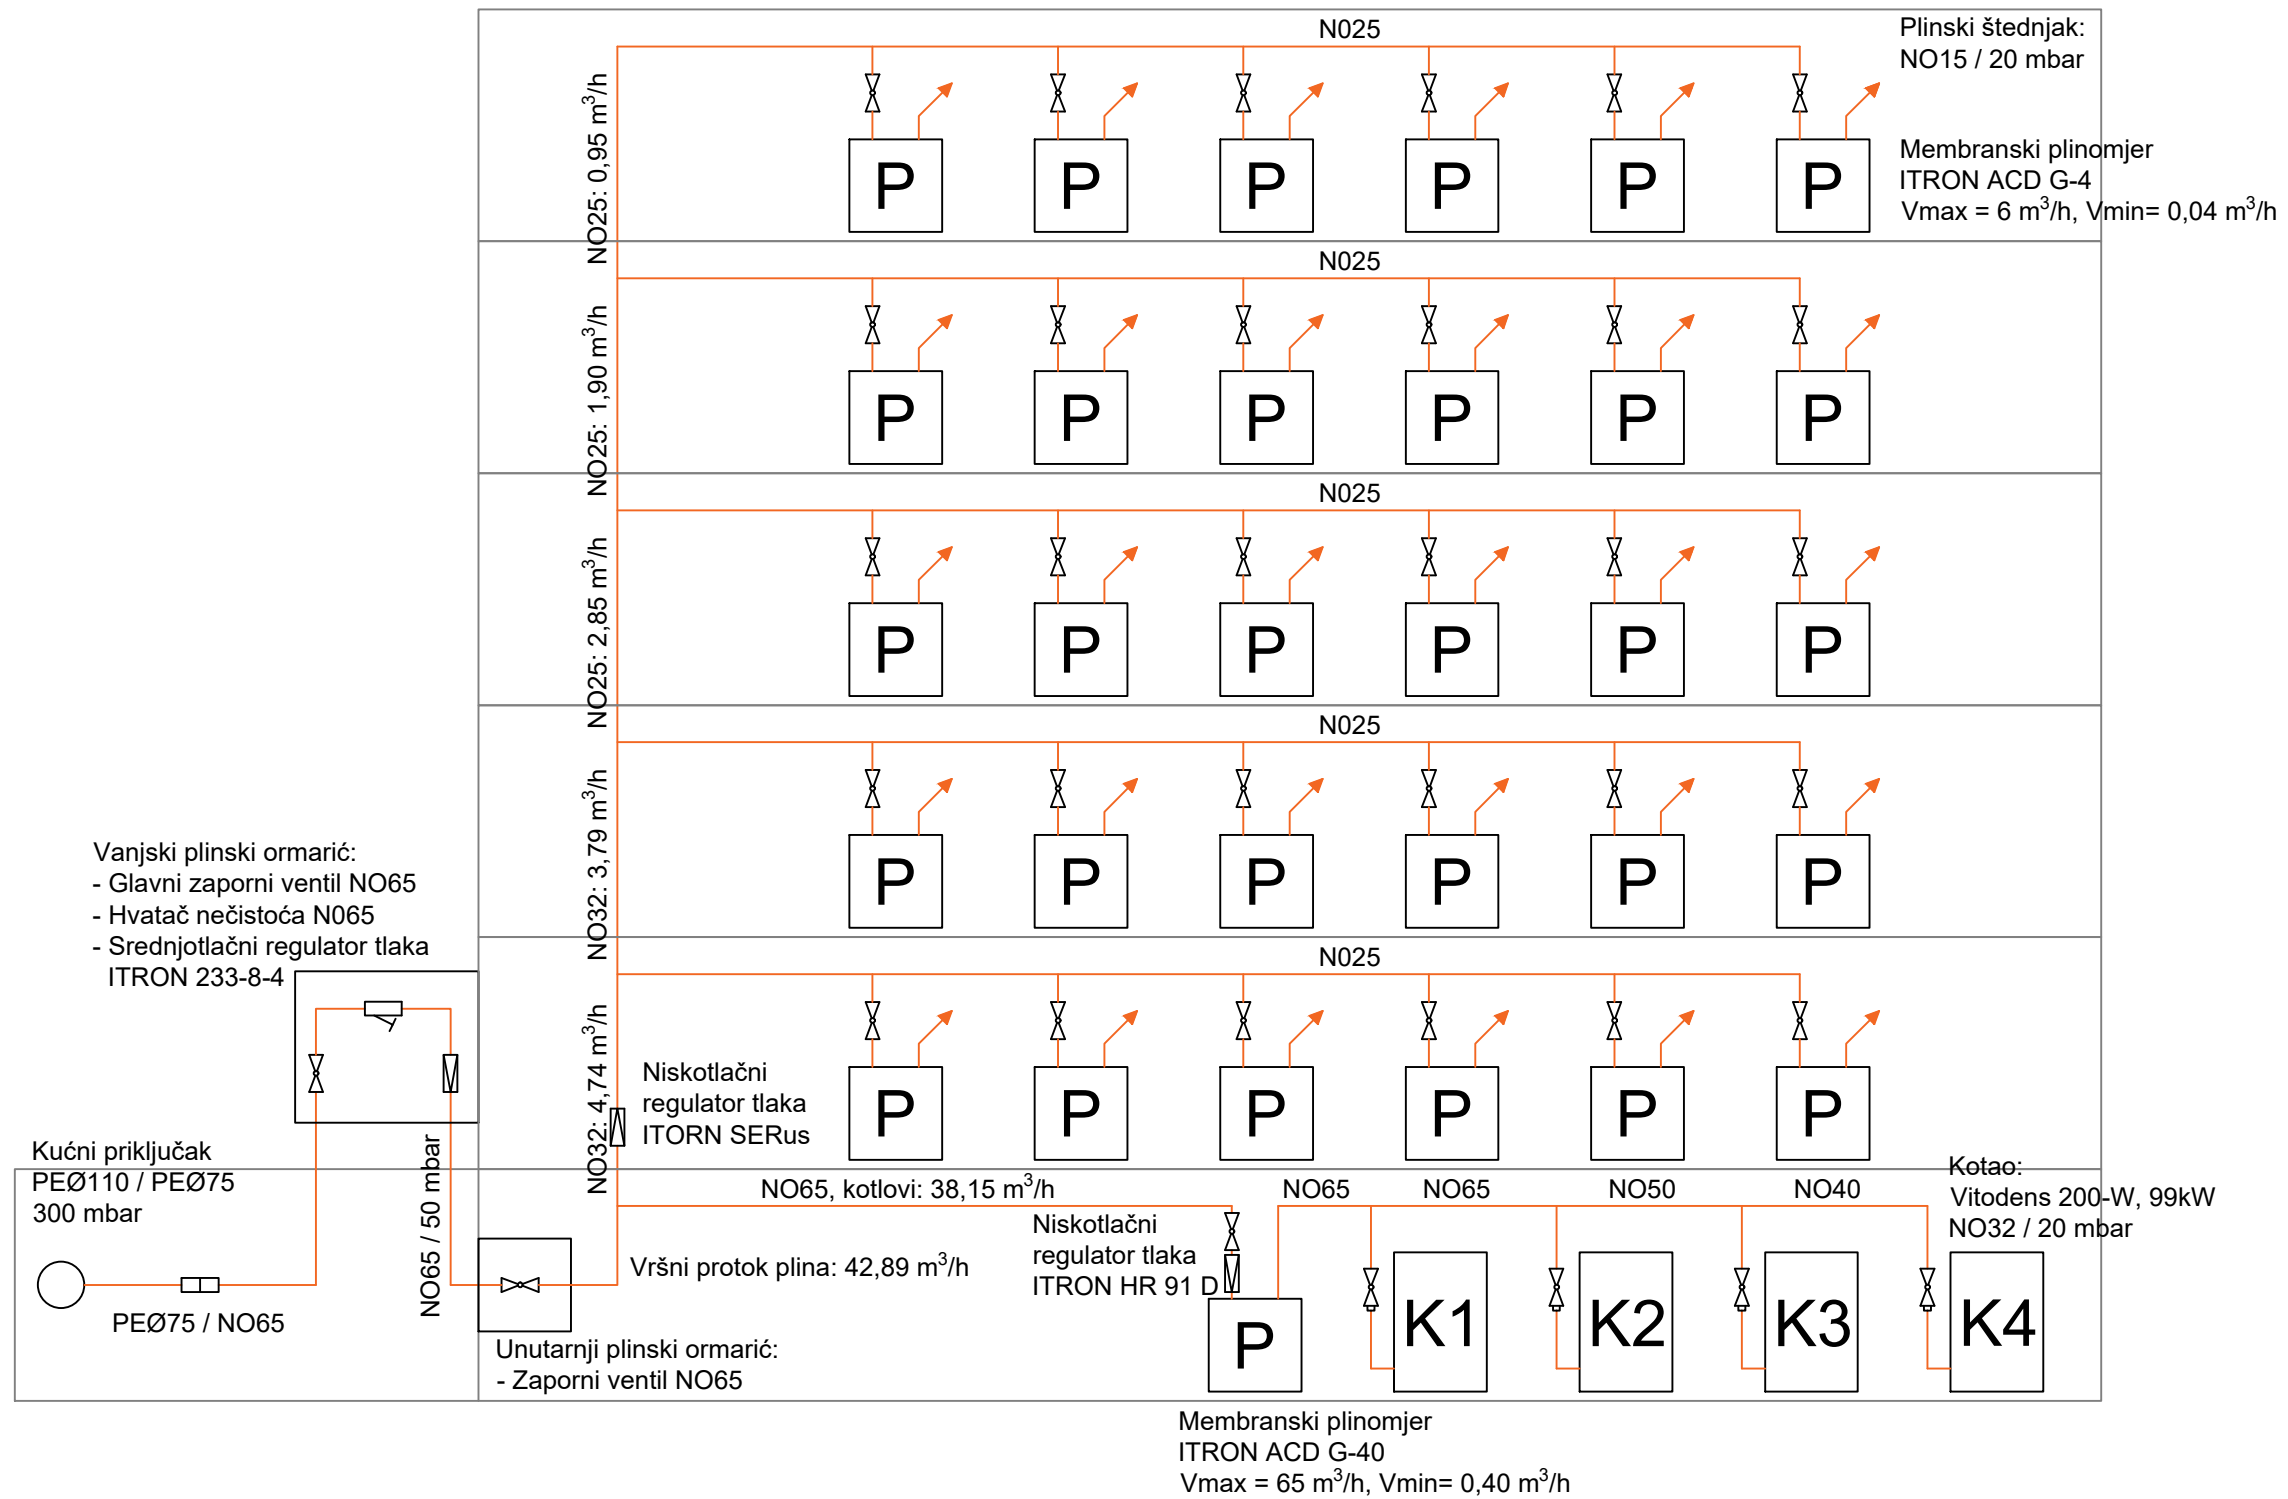 N025
Plinski štednjak:
NO15 / 20 mbar
NO25: 0,95 m³/h
P P P P P P
Membranski plinomjer
ITRON ACD G-4
Vmax = 6 m³/h, Vmin= 0,04 m³/h
N025
NO25: 1,90 m³/h
P P P P P P
N025
NO25: 2,85 m³/h
P P P P P P
N025
NO32: 3,79 m³/h
P P P P P P
Vanjski plinski ormarić:
- Glavni zaporni ventil NO65
- Hvatač nečistoća N065
- Srednjotlačni regulator tlaka
ITRON 233-8-4
N025
NO32: 4,74 m³/h
Niskotlačni
regulator tlaka
ITORN SERus
P P P P P P
Kućni priključak
PEØ110 / PEØ75
300 mbar
PEØ75 / NO65
NO65 / 50 mbar
NO65, kotlovi: 38,15 m³/h
NO65 NO65 NO50 NO40
Kotao:
Vitodens 200-W, 99kW
NO32 / 20 mbar
Niskotlačni
regulator tlaka
ITRON HR 91 D
Vršni protok plina: 42,89 m³/h
P K1 K2 K3 K4
Unutarnji plinski ormarić:
- Zaporni ventil NO65
Membranski plinomjer
ITRON ACD G-40
Vmax = 65 m³/h, Vmin= 0,40 m³/h